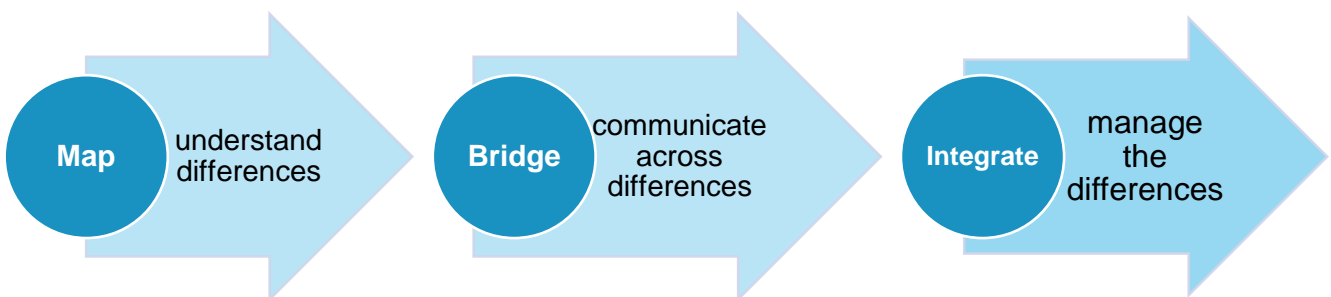 Map
understand
differences
Bridge
communicate
across
differences
Integrate
manage
the
differences